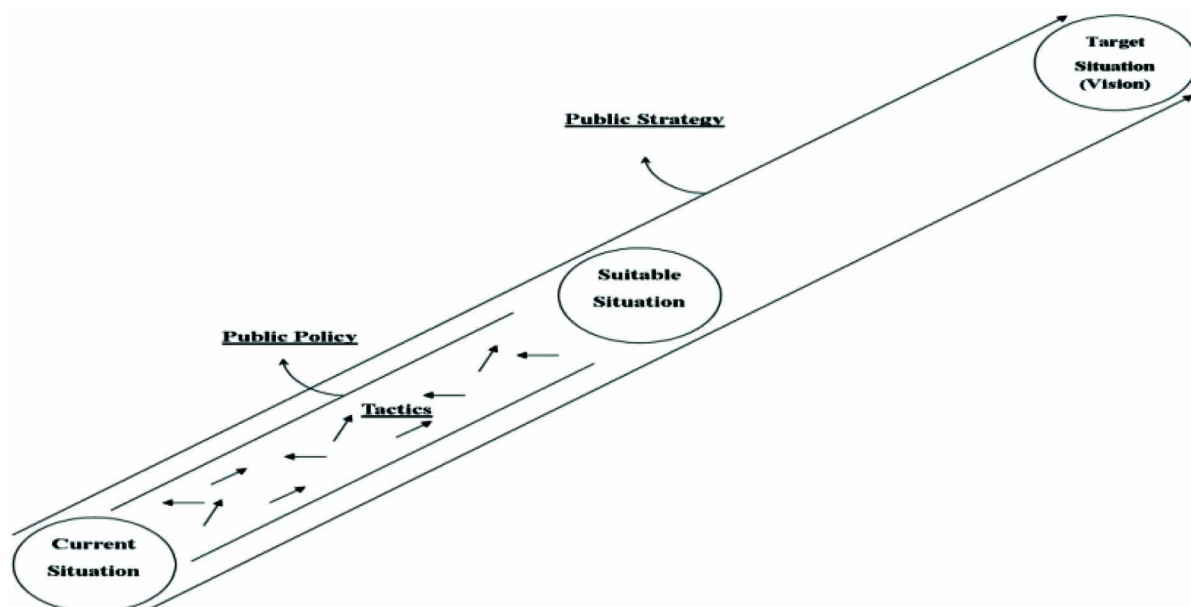 Target
Situation
(Vision)
Public Strategy
Suitable
Situation
Public Policy
Tactics
Current
Situation